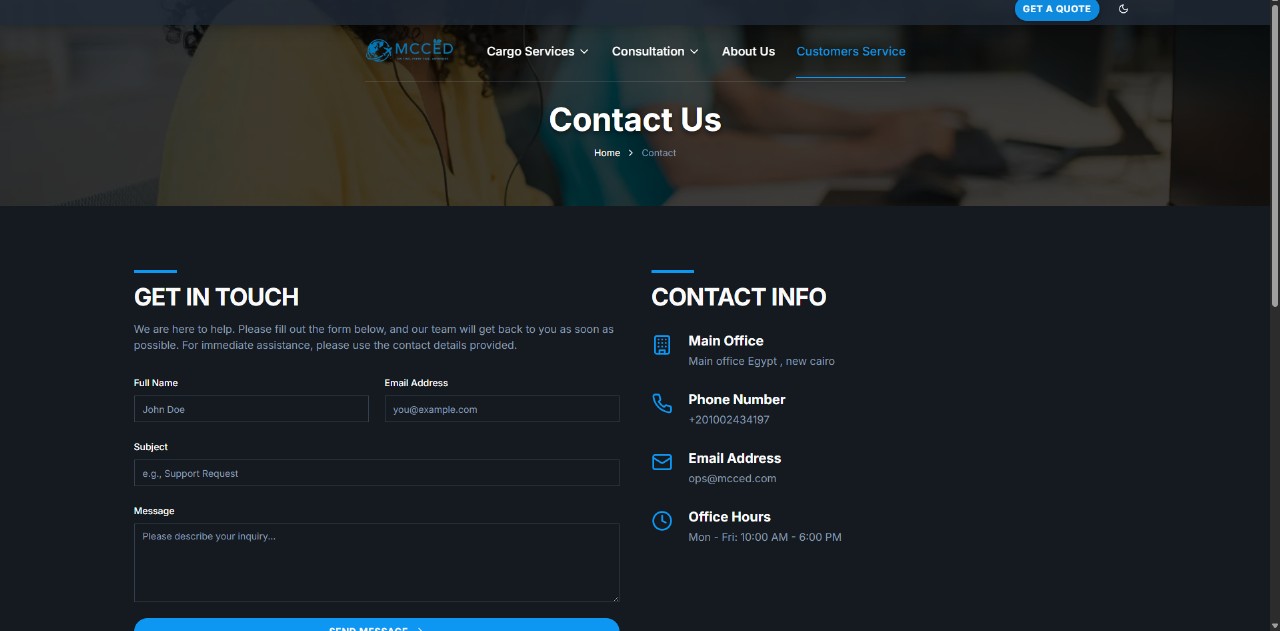 GET A QUOTE
MCCED
Cargo Services
Consultation
About Us
Customers Service
Contact Us
Home > Contact
GET IN TOUCH
We are here to help. Please fill out the form below, and our team will get back to you as soon as
possible. For immediate assistance, please use the contact details provided.
Full Name
Email Address
John Doe
you@example.com
Subject
e.g., Support Request
Message
Please describe your inquiry...
SEND MESSAGE
CONTACT INFO
Main Office
Main office Egypt , new cairo
Phone Number
+201002434197
Email Address
ops@mcced.com
Office Hours
Mon - Fri: 10:00 AM - 6:00 PM